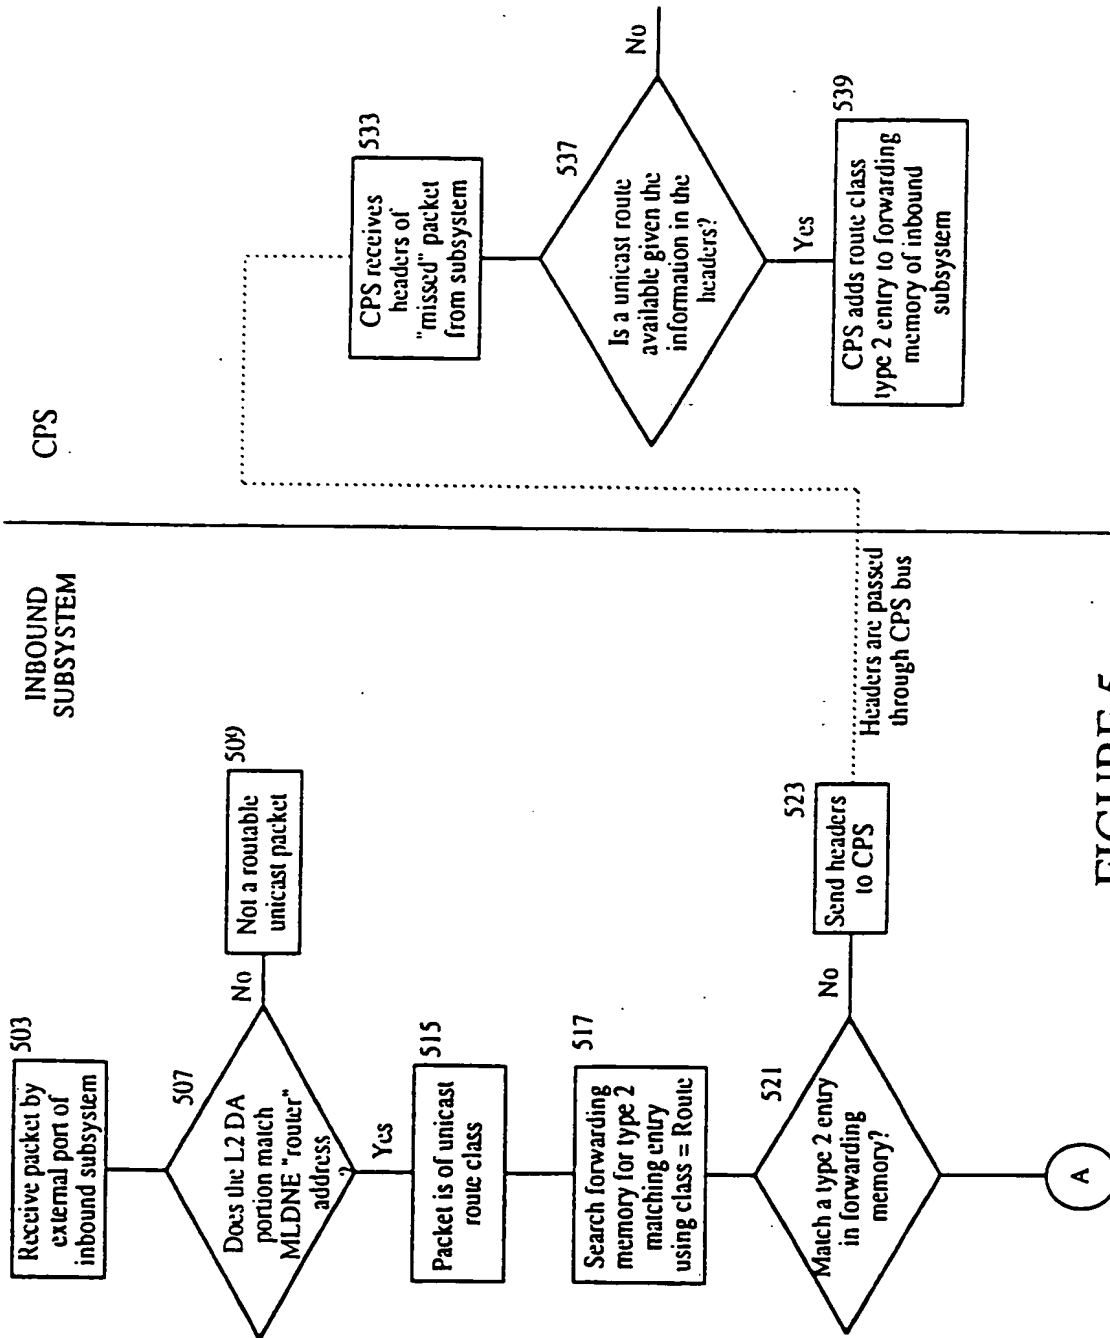 INBOUND
SUBSYSTEM
CPS
503
Receive packet by
external port of
inbound subsystem
507
Does the L2 DA
portion match
MLDNE "router"
address
?
No
509
Not a routable
unicast packet
Yes
515
Packet is of unicast
route class
517
Search forwarding
memory for type 2
matching entry
using class = Route
521
Match a type 2 entry
in forwarding
memory?
No
523
Send headers
to CPS
A
Headers are passed
through CPS bus
533
CPS receives
headers of
"missed" packet
from subsystem
537
Is a unicast route
available given the
information in the
headers?
No
Yes
539
CPS adds route class
type 2 entry to forwarding
memory of inbound
subsystem
FIGURE 5